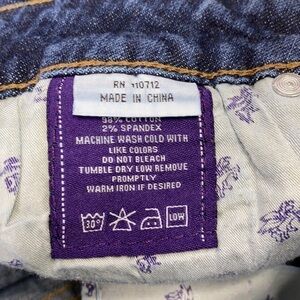 RN 110712
MADE IN CHINA
98% COTTON
2% SPANDEX
MACHINE WASH COLD WITH
LIKE COLORS
DO NOT BLEACH
TUMBLE DRY LOW REMOVE
PROMPTLY
WARM IRON IF DESIRED
30° LOW